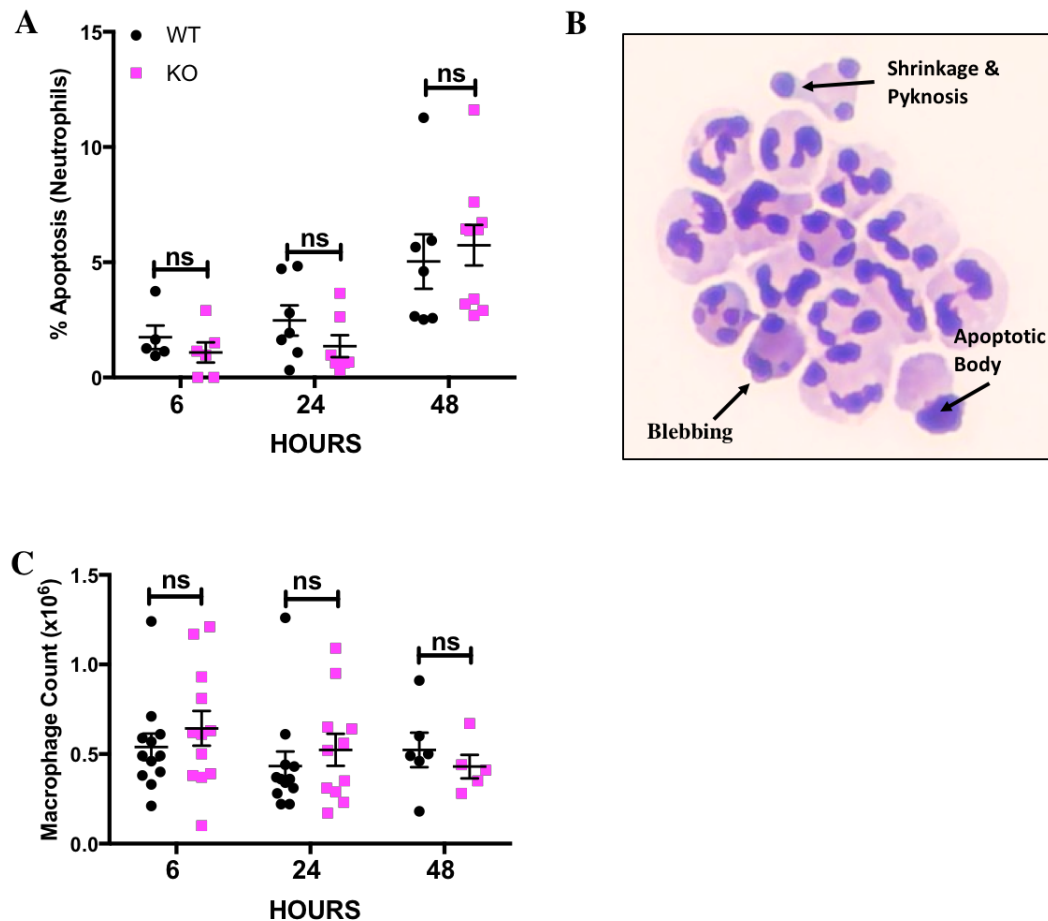 A
WT
KO
15
10
5
0
% Apoptosis (Neutrophils)
ns
ns
ns
6
24
48
HOURS
B
Shrinkage &
Pyknosis
Apoptotic
Body
Blebbing
C
1.5
1.0
0.5
0.0
Macrophage Count (x10⁶)
ns
ns
ns
6
24
48
HOURS